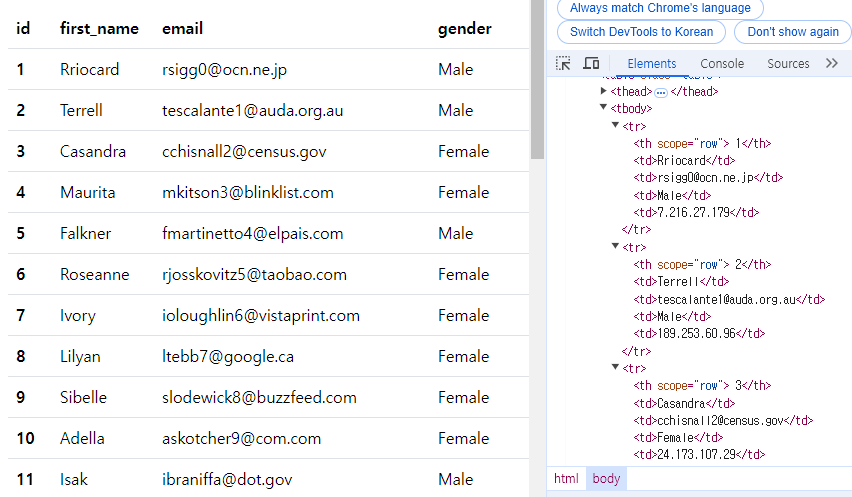 id first_name email gender
1 Rriocard rsigg0@ocn.ne.jp Male
2 Terrell tescalante1@auda.org.au Male
3 Casandra cchisnall2@census.gov Female
4 Maurita mkitson3@blinklist.com Female
5 Falkner fmartinetto4@elpais.com Male
6 Roseanne rjosskovitz5@taobao.com Female
7 Ivory ioloughlin6@vistaprint.com Female
8 Lilyan ltebb7@google.ca Female
9 Sibelle slodewick8@buzzfeed.com Female
10 Adella askotcher9@com.com Female
11 Isak ibraniffa@dot.gov Male
Always match Chrome's language
Switch DevTools to Korean Don't show again
Elements Console Sources
<thead> … </thead>
<tbody>
<tr>
<th scope="row"> 1</th>
<td>Rriocard</td>
<td>rsigg0@ocn.ne.jp</td>
<td>Male</td>
<td>7.216.27.179</td>
</tr>
<tr>
<th scope="row"> 2</th>
<td>Terrell</td>
<td>tescalante1@auda.org.au</td>
<td>Male</td>
<td>189.253.60.96</td>
</tr>
<tr>
<th scope="row"> 3</th>
<td>Casandra</td>
<td>cchisnall2@census.gov</td>
<td>Female</td>
<td>24.173.107.29</td>
html body